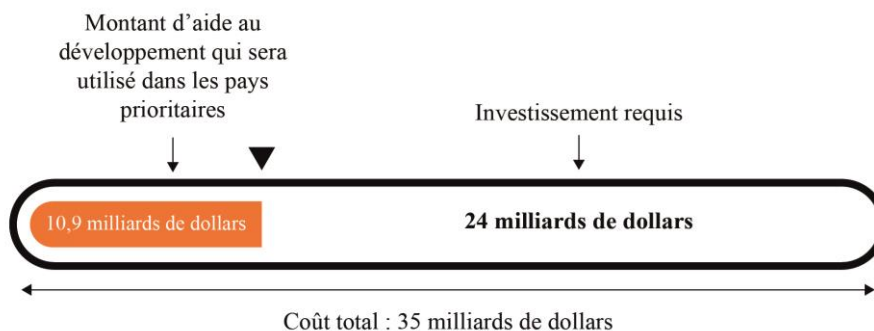 Montant d’aide au
développement qui sera
utilisé dans les pays
prioritaires
Investissement requis
10,9 milliards de dollars
24 milliards de dollars
Coût total : 35 milliards de dollars